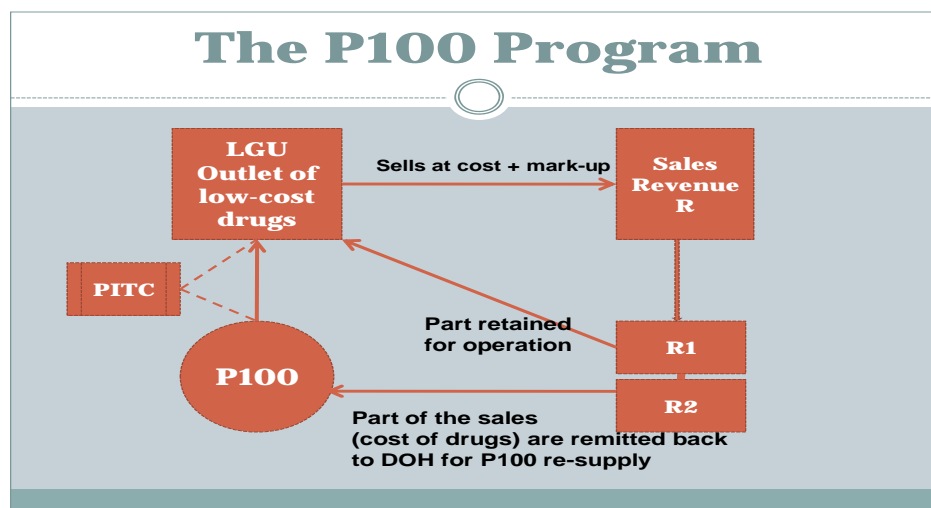 The P100 Program
LGU
Outlet of
low-cost
drugs
Sells at cost + mark-up
Sales
Revenue
R
PITC
Part retained
for operation
R1
P100
R2
Part of the sales
(cost of drugs) are remitted back
to DOH for P100 re-supply